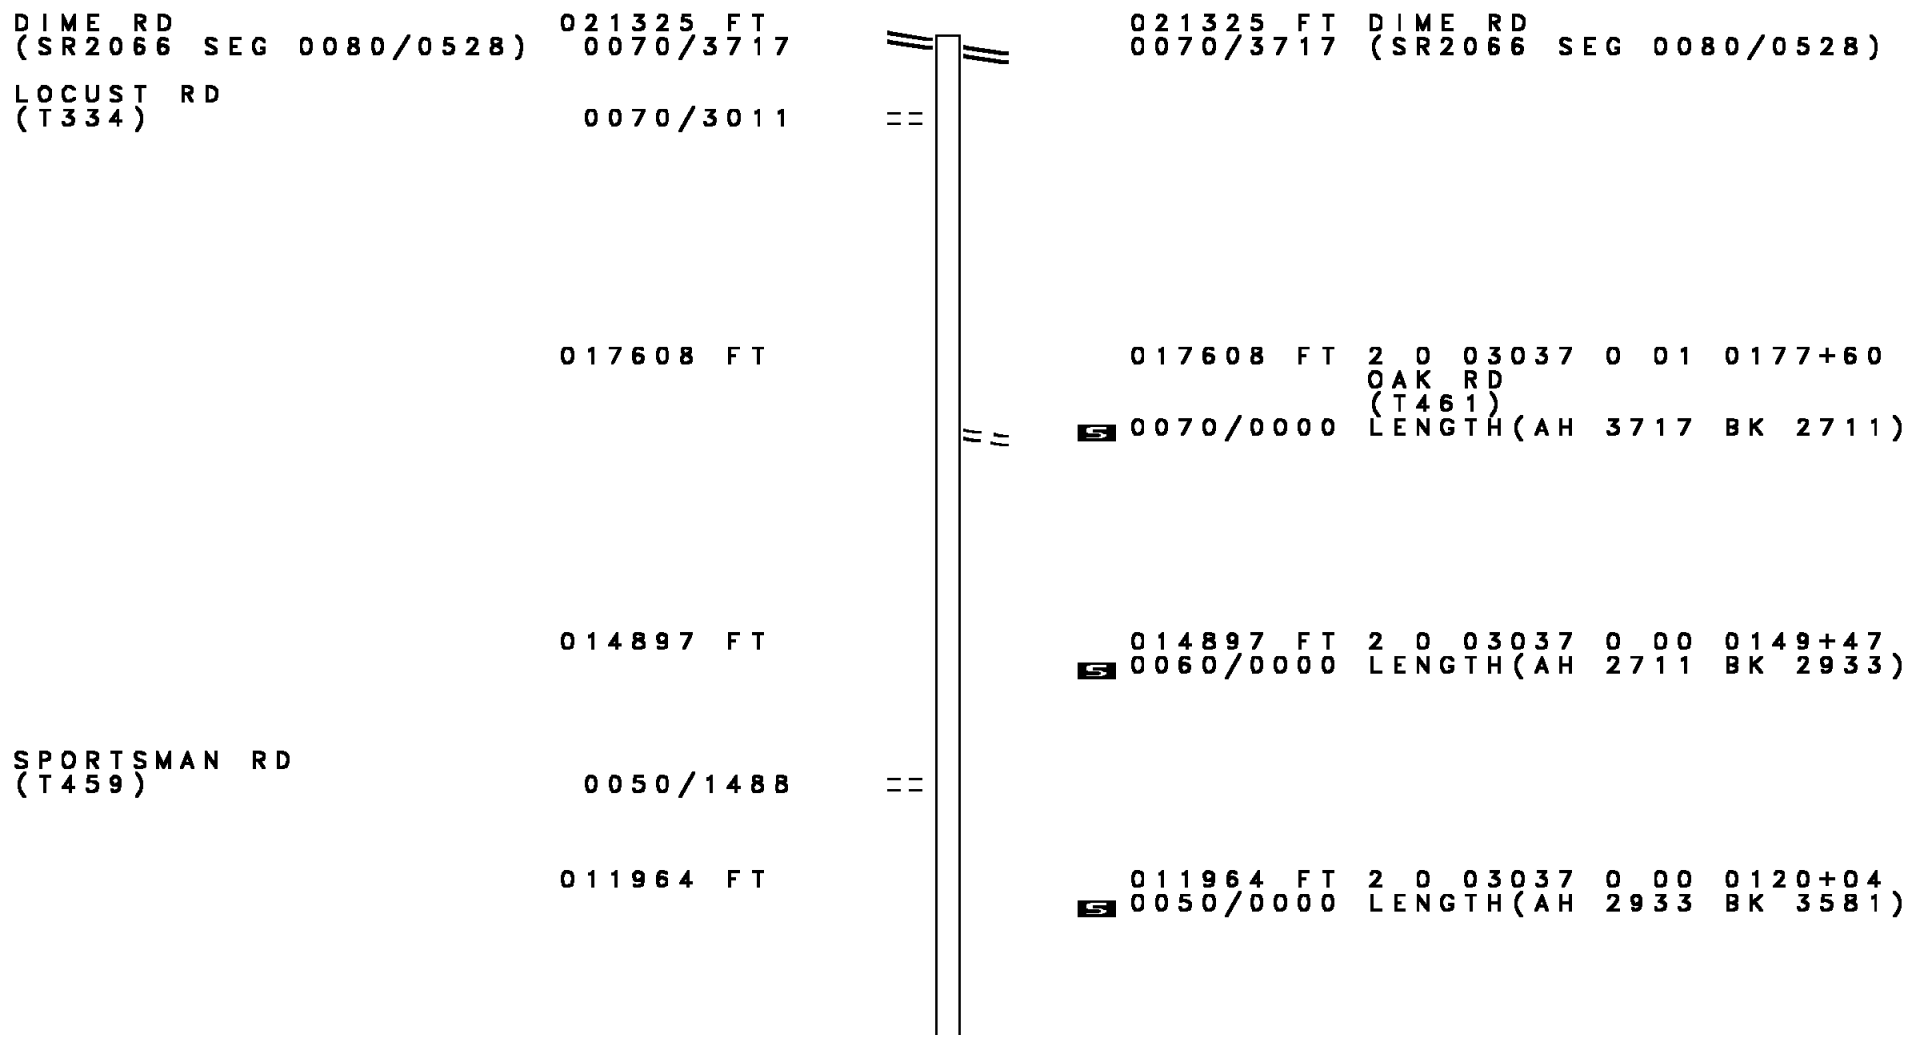 DIME RD 021325 FT 021325 FT DIME RD
(SR2066 SEG 0080/0528) 0070/3717 0070/3717 (SR2066 SEG 0080/0528)
LOCUST RD
(T334) 0070/3011
017608 FT 017608 FT 2 0 03037 0 01 0177+60
OAK RD
(T461)
S 0070/0000 LENGTH(AH 3717 BK 2711)
014897 FT 014897 FT 2 0 03037 0 00 0149+47
S 0060/0000 LENGTH(AH 2711 BK 2933)
SPORTSMAN RD
(T459) 0050/1488
011964 FT 011964 FT 2 0 03037 0 00 0120+04
S 0050/0000 LENGTH(AH 2933 BK 3581)